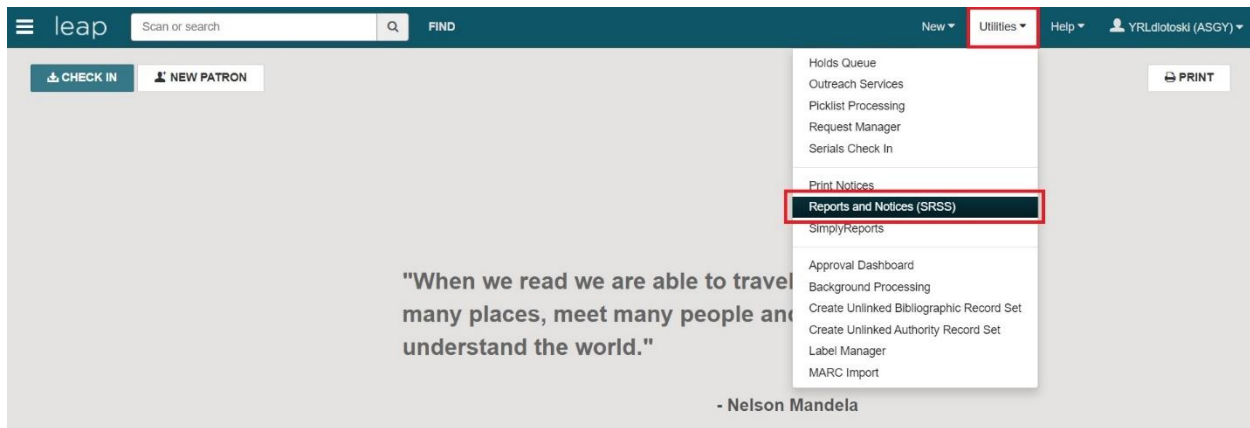 leap Scan or search FIND New Utilities Help YRLdlotoski (ASGY)
CHECK IN NEW PATRON PRINT
Holds Queue
Outreach Services
Picklist Processing
Request Manager
Serials Check In
Print Notices
Reports and Notices (SRSS)
SimplyReports
Approval Dashboard
Background Processing
Create Unlinked Bibliographic Record Set
Create Unlinked Authority Record Set
Label Manager
MARC Import
"When we read we are able to travel
many places, meet many people and
understand the world."
- Nelson Mandela